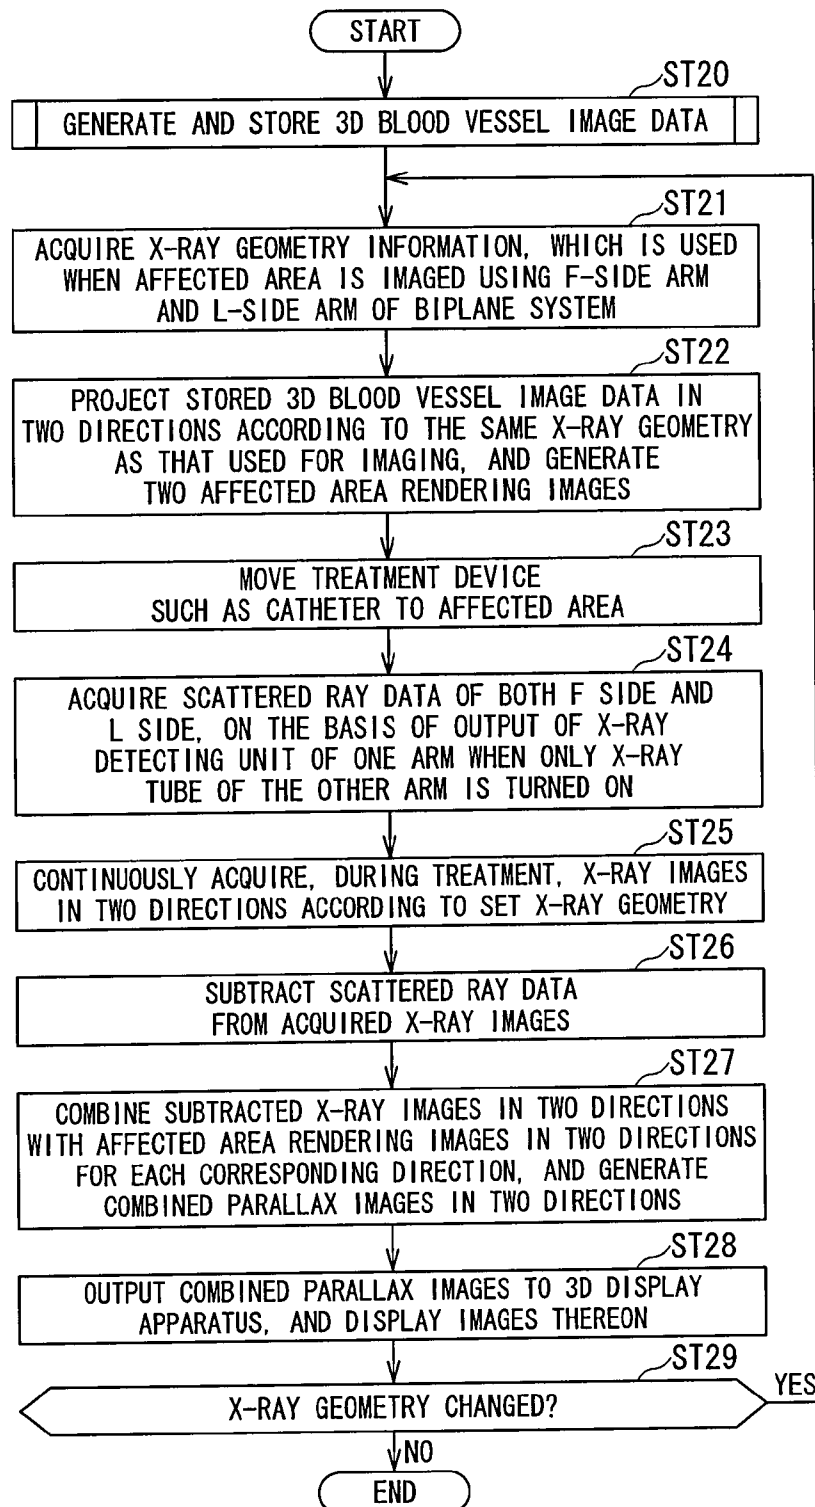 START
ST20
GENERATE AND STORE 3D BLOOD VESSEL IMAGE DATA
ST21
ACQUIRE X-RAY GEOMETRY INFORMATION, WHICH IS USED
WHEN AFFECTED AREA IS IMAGED USING F-SIDE ARM
AND L-SIDE ARM OF BIPLANE SYSTEM
ST22
PROJECT STORED 3D BLOOD VESSEL IMAGE DATA IN
TWO DIRECTIONS ACCORDING TO THE SAME X-RAY GEOMETRY
AS THAT USED FOR IMAGING, AND GENERATE
TWO AFFECTED AREA RENDERING IMAGES
ST23
MOVE TREATMENT DEVICE
SUCH AS CATHETER TO AFFECTED AREA
ST24
ACQUIRE SCATTERED RAY DATA OF BOTH F SIDE AND
L SIDE, ON THE BASIS OF OUTPUT OF X-RAY
DETECTING UNIT OF ONE ARM WHEN ONLY X-RAY
TUBE OF THE OTHER ARM IS TURNED ON
ST25
CONTINUOUSLY ACQUIRE, DURING TREATMENT, X-RAY IMAGES
IN TWO DIRECTIONS ACCORDING TO SET X-RAY GEOMETRY
ST26
SUBTRACT SCATTERED RAY DATA
FROM ACQUIRED X-RAY IMAGES
ST27
COMBINE SUBTRACTED X-RAY IMAGES IN TWO DIRECTIONS
WITH AFFECTED AREA RENDERING IMAGES IN TWO DIRECTIONS
FOR EACH CORRESPONDING DIRECTION, AND GENERATE
COMBINED PARALLAX IMAGES IN TWO DIRECTIONS
ST28
OUTPUT COMBINED PARALLAX IMAGES TO 3D DISPLAY
APPARATUS, AND DISPLAY IMAGES THEREON
ST29
X-RAY GEOMETRY CHANGED?
YES
NO
END